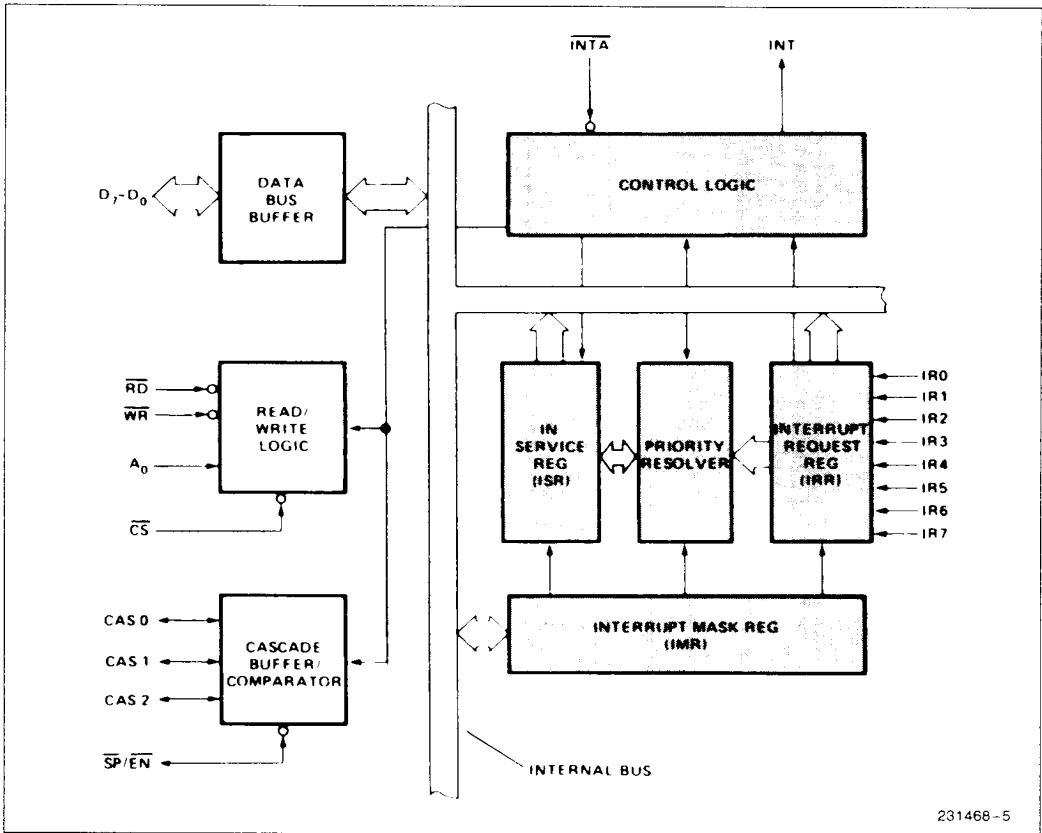 INTA
INT
CONTROL LOGIC
D7-D0
DATA
BUS
BUFFER
RD
WR
A0
CS
READ/
WRITE
LOGIC
IN
SERVICE
REG
(ISR)
PRIORITY
RESOLVER
INTERRUPT
REQUEST
REG
(IRR)
IR0
IR1
IR2
IR3
IR4
IR5
IR6
IR7
CAS 0
CAS 1
CAS 2
SP/EN
CASCADE
BUFFER/
COMPARATOR
INTERRUPT MASK REG
(IMR)
INTERNAL BUS
231468-5